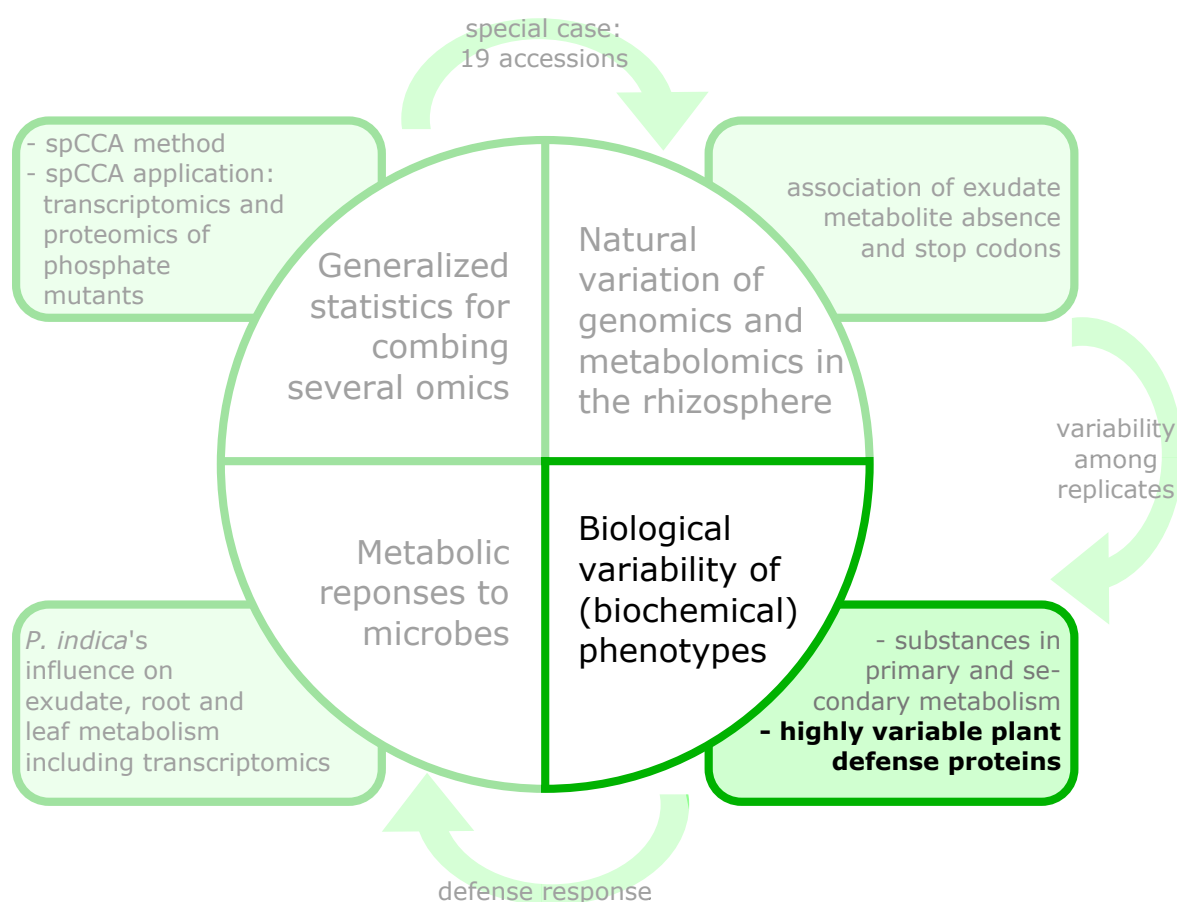 special case:
19 accessions
- spCCA method
- spCCA application:
transcriptomics and
proteomics of
phosphate
mutants
association of exudate
metabolite absence
and stop codons
Generalized
statistics for
combing
several omics
Natural
variation of
genomics and
metabolomics in
the rhizosphere
variability
among
replicates
Metabolic
reponses to
microbes
Biological
variability of
(biochemical)
phenotypes
P. indica's
influence on
exudate, root and
leaf metabolism
including transcriptomics
- substances in
primary and se-
condary metabolism
- highly variable plant
defense proteins
defense response